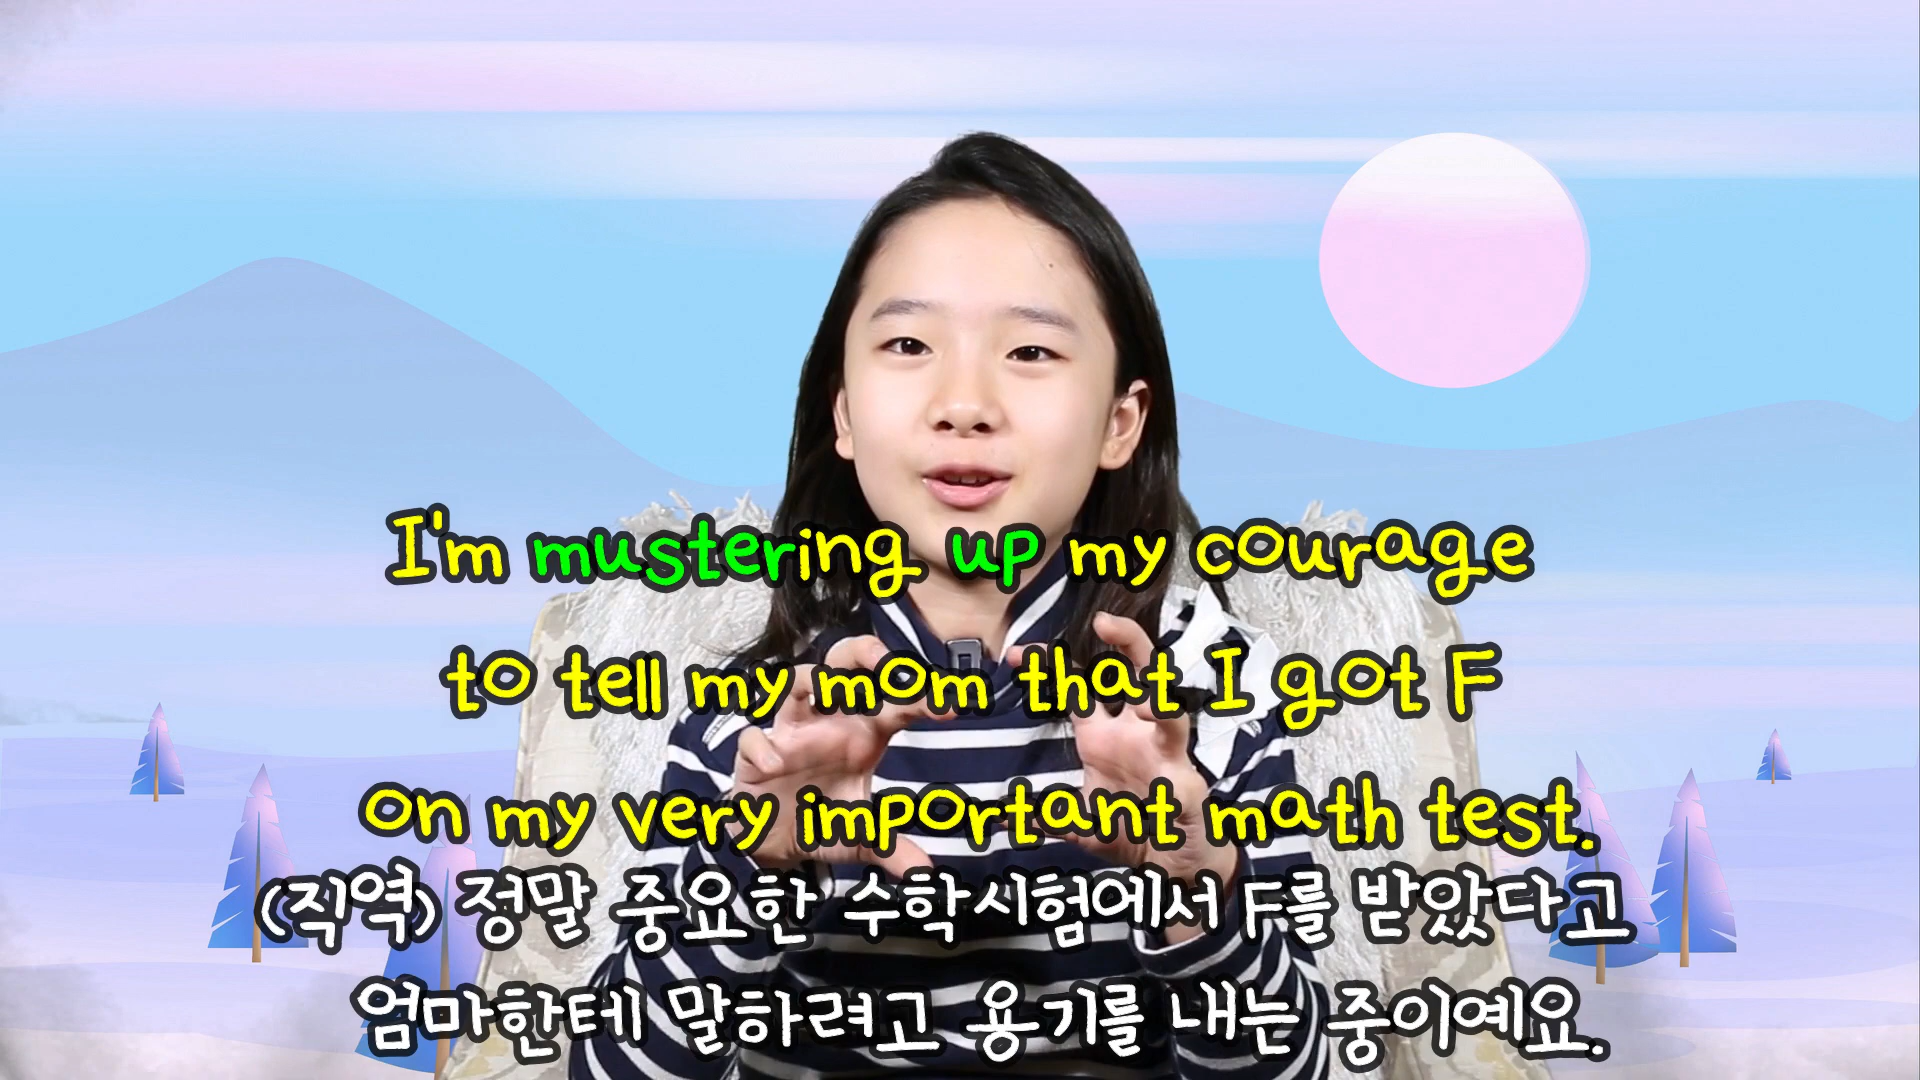 I'm mustering up my courage
to tell my mom that I got F
on my very important math test.
(직역) 정말 중요한 수학시험에서 F를 받았다고
엄마한테 말하려고 용기를 내는 중이예요.